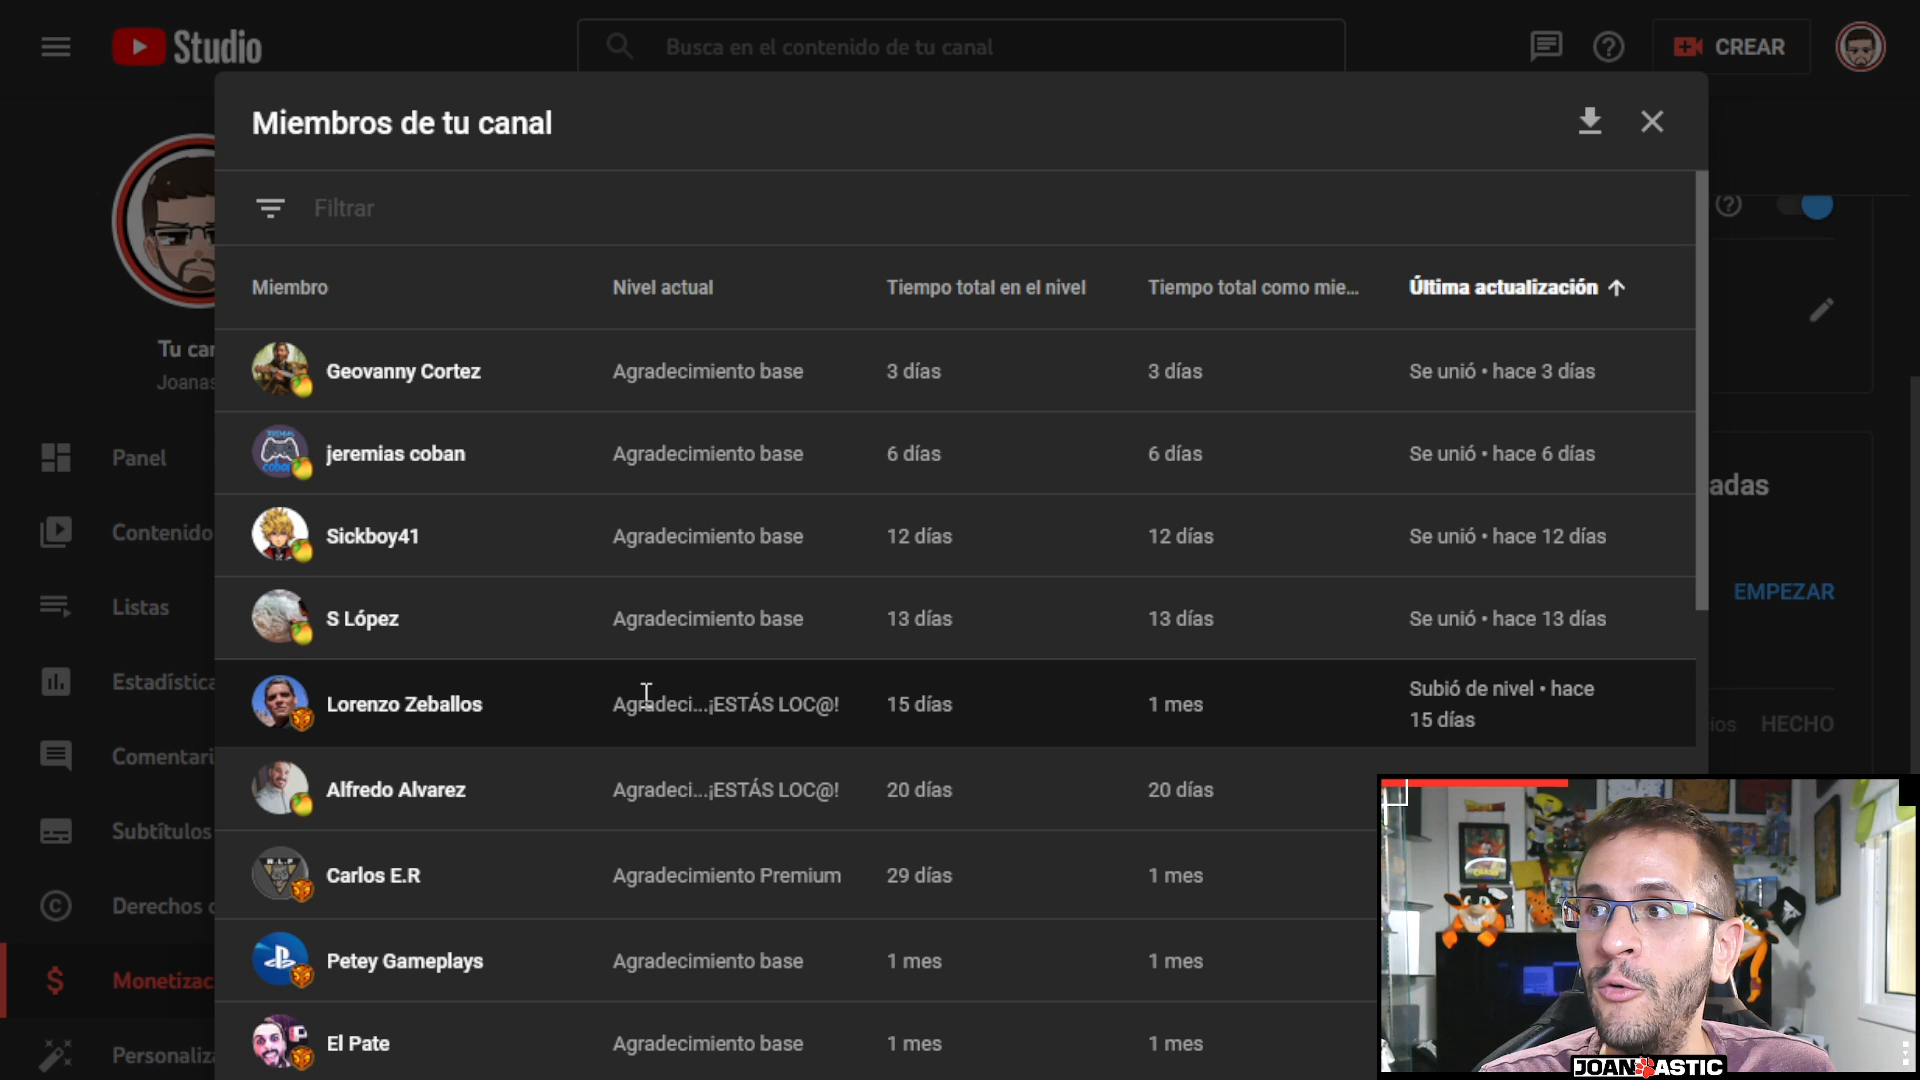 Studio
Busca en el contenido de tu canal
CREAR
Miembros de tu canal
Filtrar
Miembro
Nivel actual
Tiempo total en el nivel
Tiempo total como mie...
Última actualización
Geovanny Cortez
Agradecimiento base
3 días
3 días
Se unió • hace 3 días
jeremias coban
Agradecimiento base
6 días
6 días
Se unió • hace 6 días
Sickboy41
Agradecimiento base
12 días
12 días
Se unió • hace 12 días
S López
Agradecimiento base
13 días
13 días
Se unió • hace 13 días
Lorenzo Zeballos
Agradeci...¡ESTÁS LOC@!
15 días
1 mes
Subió de nivel • hace
15 días
Alfredo Alvarez
Agradeci...¡ESTÁS LOC@!
20 días
20 días
Carlos E.R
Agradecimiento Premium
29 días
1 mes
Petey Gameplays
Agradecimiento base
1 mes
1 mes
El Pate
Agradecimiento base
1 mes
1 mes
Tu can
Joanas
Panel
Contenido
Listas
Estadística
Comentari
Subtítulos
Derechos
Monetizac
Personaliza
adas
EMPEZAR
ios
HECHO
JOAN ASTIC